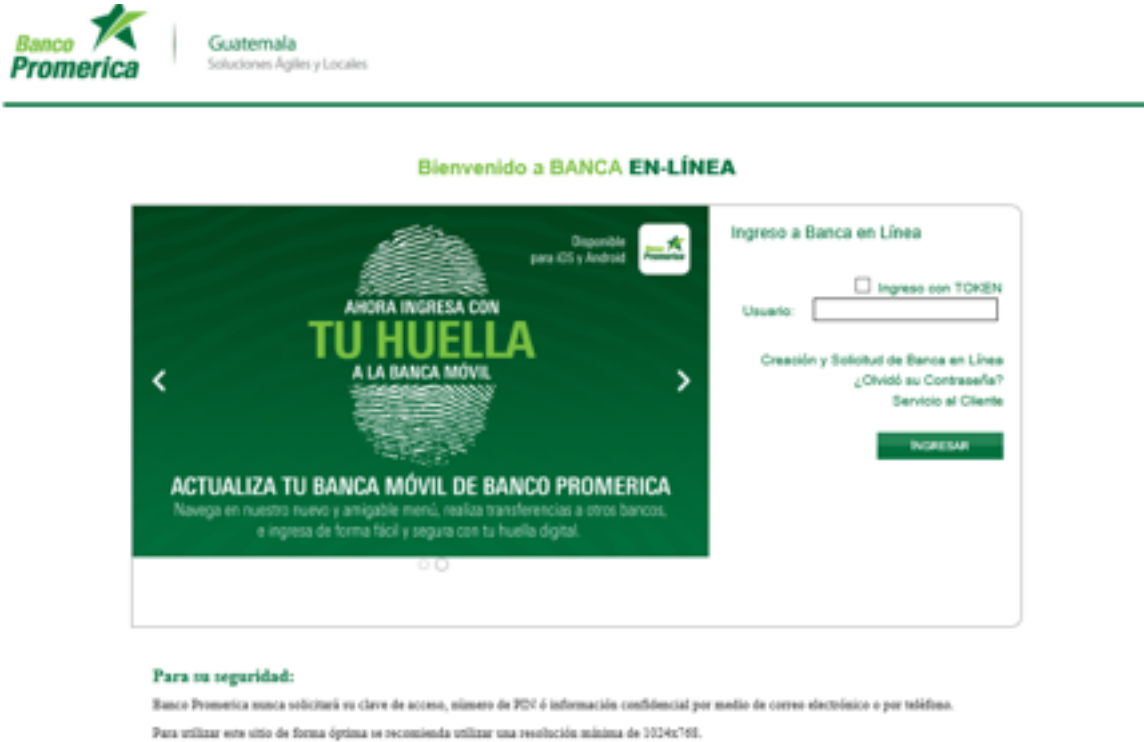 Banco
Promerica
Guatemala
Soluciones Ágiles y Locales
Bienvenido a BANCA EN-LÍNEA
Disponible
para iOS y Android
Banco
Promerica
AHORA INGRESA CON
TU HUELLA
A LA BANCA MÓVIL
ACTUALIZA TU BANCA MÓVIL DE BANCO PROMERICA
Navega en nuestro nuevo y amigable menú, realiza transferencias a otros bancos,
e ingresa de forma fácil y segura con tu huella digital.
Ingreso a Banca en Línea
Ingreso con TOKEN
Usuario:
Creación y Solicitud de Banca en Línea
¿Olvidó su Contraseña?
Servicio al Cliente
INGRESAR
Para su seguridad:
Banco Promerica nunca solicitará su clave de acceso, número de PIN ó información confidencial por medio de correo electrónico o por teléfono.
Para utilizar este sitio de forma óptima se recomienda utilizar una resolución mínima de 1024x768.